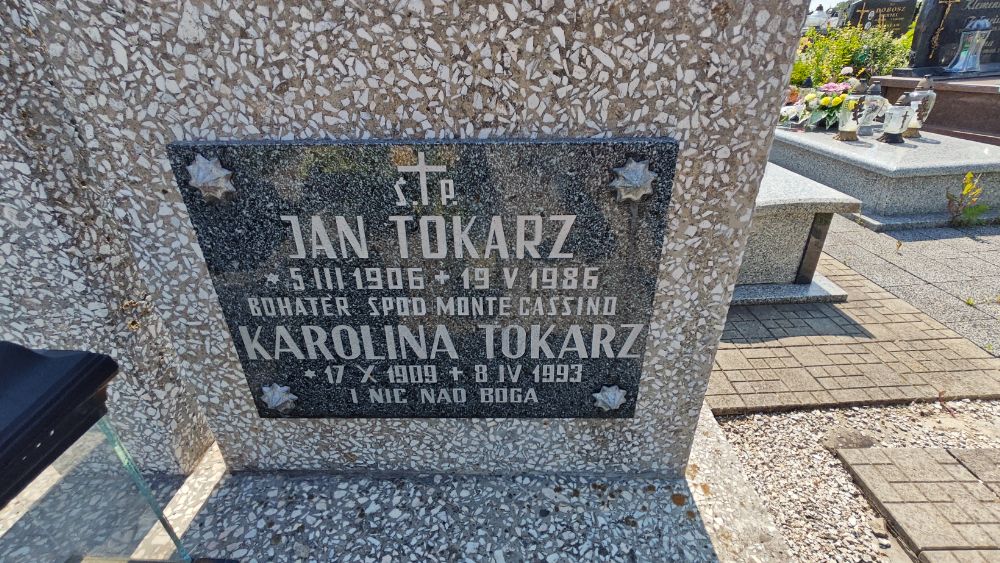 Ś.†P.
JAN TOKARZ
* 5 III 1906 + 19 V 1986
BOHATER SPOD MONTE CASSINO
KAROLINA TOKARZ
* 17 X 1909 + 8 IV 1993
I NIC NAD BOGA
DOBOSZ